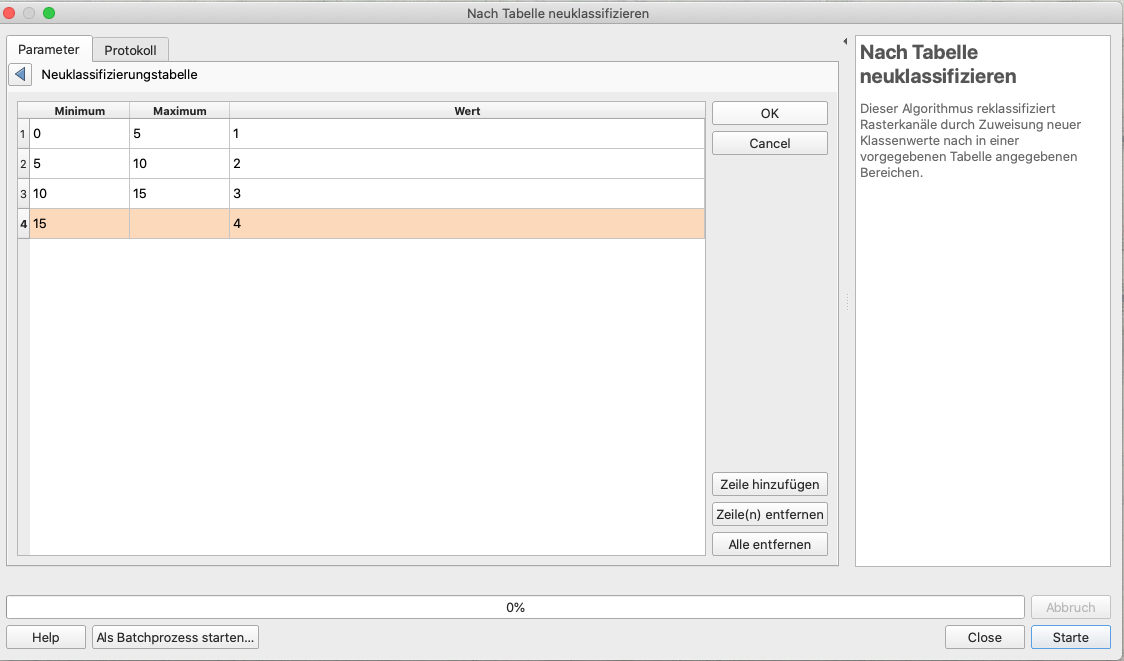 Nach Tabelle neuklassifizieren
Parameter
Protokoll
Neuklassifizierungstabelle
Minimum Maximum Wert
1 0 5 1
2 5 10 2
3 10 15 3
4 15 4
OK
Cancel
Zeile hinzufügen
Zeile(n) entfernen
Alle entfernen
Nach Tabelle
neuklassifizieren
Dieser Algorithmus reklassifiziert
Rasterkanäle durch Zuweisung neuer
Klassenwerte nach in einer
vorgegebenen Tabelle angegebenen
Bereichen.
0%
Abbruch
Help
Als Batchprozess starten...
Close
Starte